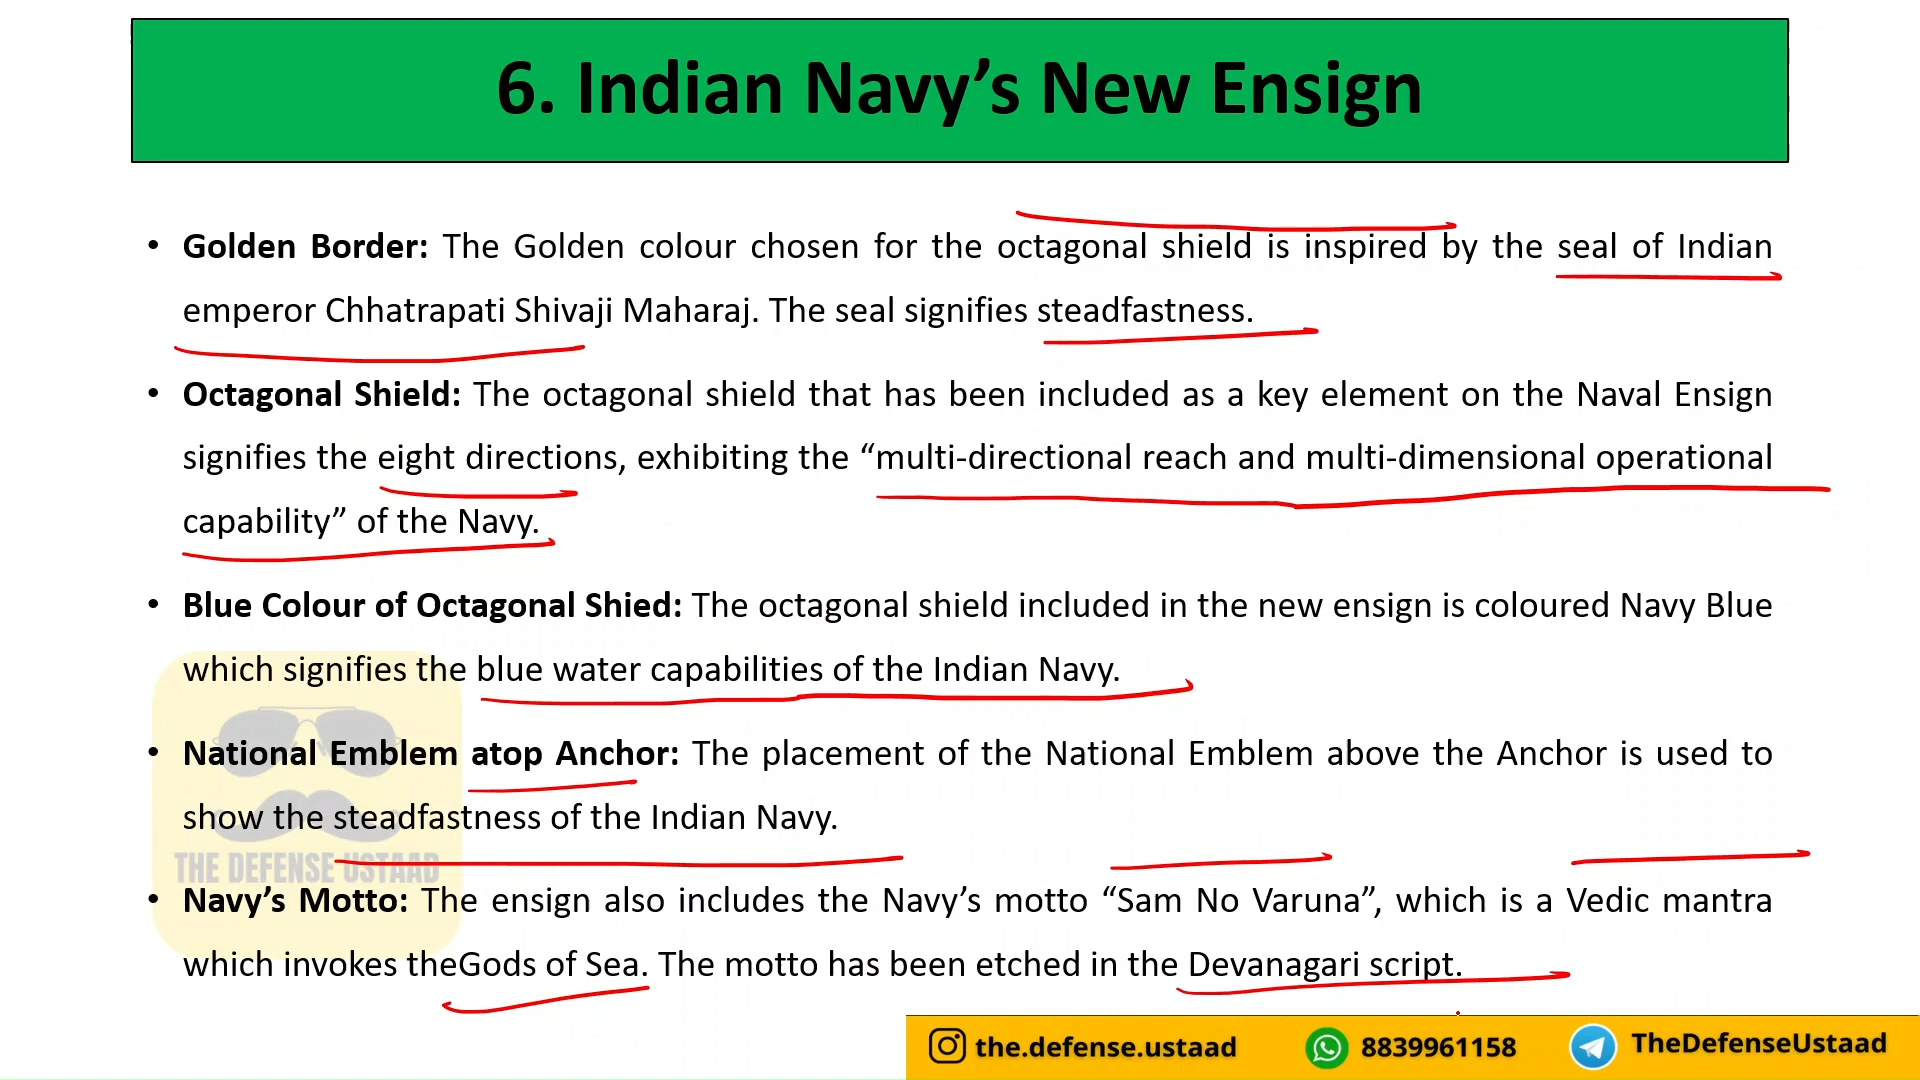 6. Indian Navy’s New Ensign
• Golden Border: The Golden colour chosen for the octagonal shield is inspired by the seal of Indian
emperor Chhatrapati Shivaji Maharaj. The seal signifies steadfastness.
• Octagonal Shield: The octagonal shield that has been included as a key element on the Naval Ensign
signifies the eight directions, exhibiting the “multi-directional reach and multi-dimensional operational
capability” of the Navy.
• Blue Colour of Octagonal Shied: The octagonal shield included in the new ensign is coloured Navy Blue
which signifies the blue water capabilities of the Indian Navy.
• National Emblem atop Anchor: The placement of the National Emblem above the Anchor is used to
show the steadfastness of the Indian Navy.
THE DEFENSE USTAAD
• Navy’s Motto: The ensign also includes the Navy’s motto “Sam No Varuna”, which is a Vedic mantra
which invokes theGods of Sea. The motto has been etched in the Devanagari script.
the.defense.ustaad 8839961158 TheDefenseUstaad